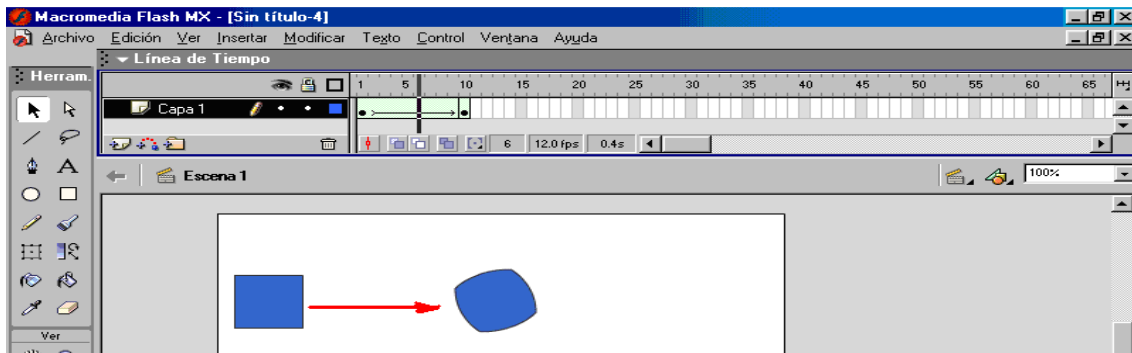 Macromedia Flash MX - [Sin título-4]
Archivo Edición Ver Insertar Modificar Texto Control Ventana Ayuda
Línea de Tiempo
Herram.
1 5 10 15 20 25 30 35 40 45 50 55 60 65
Capa 1
6 12.0 fps 0.4s
A
Escena 1 100%
Ver